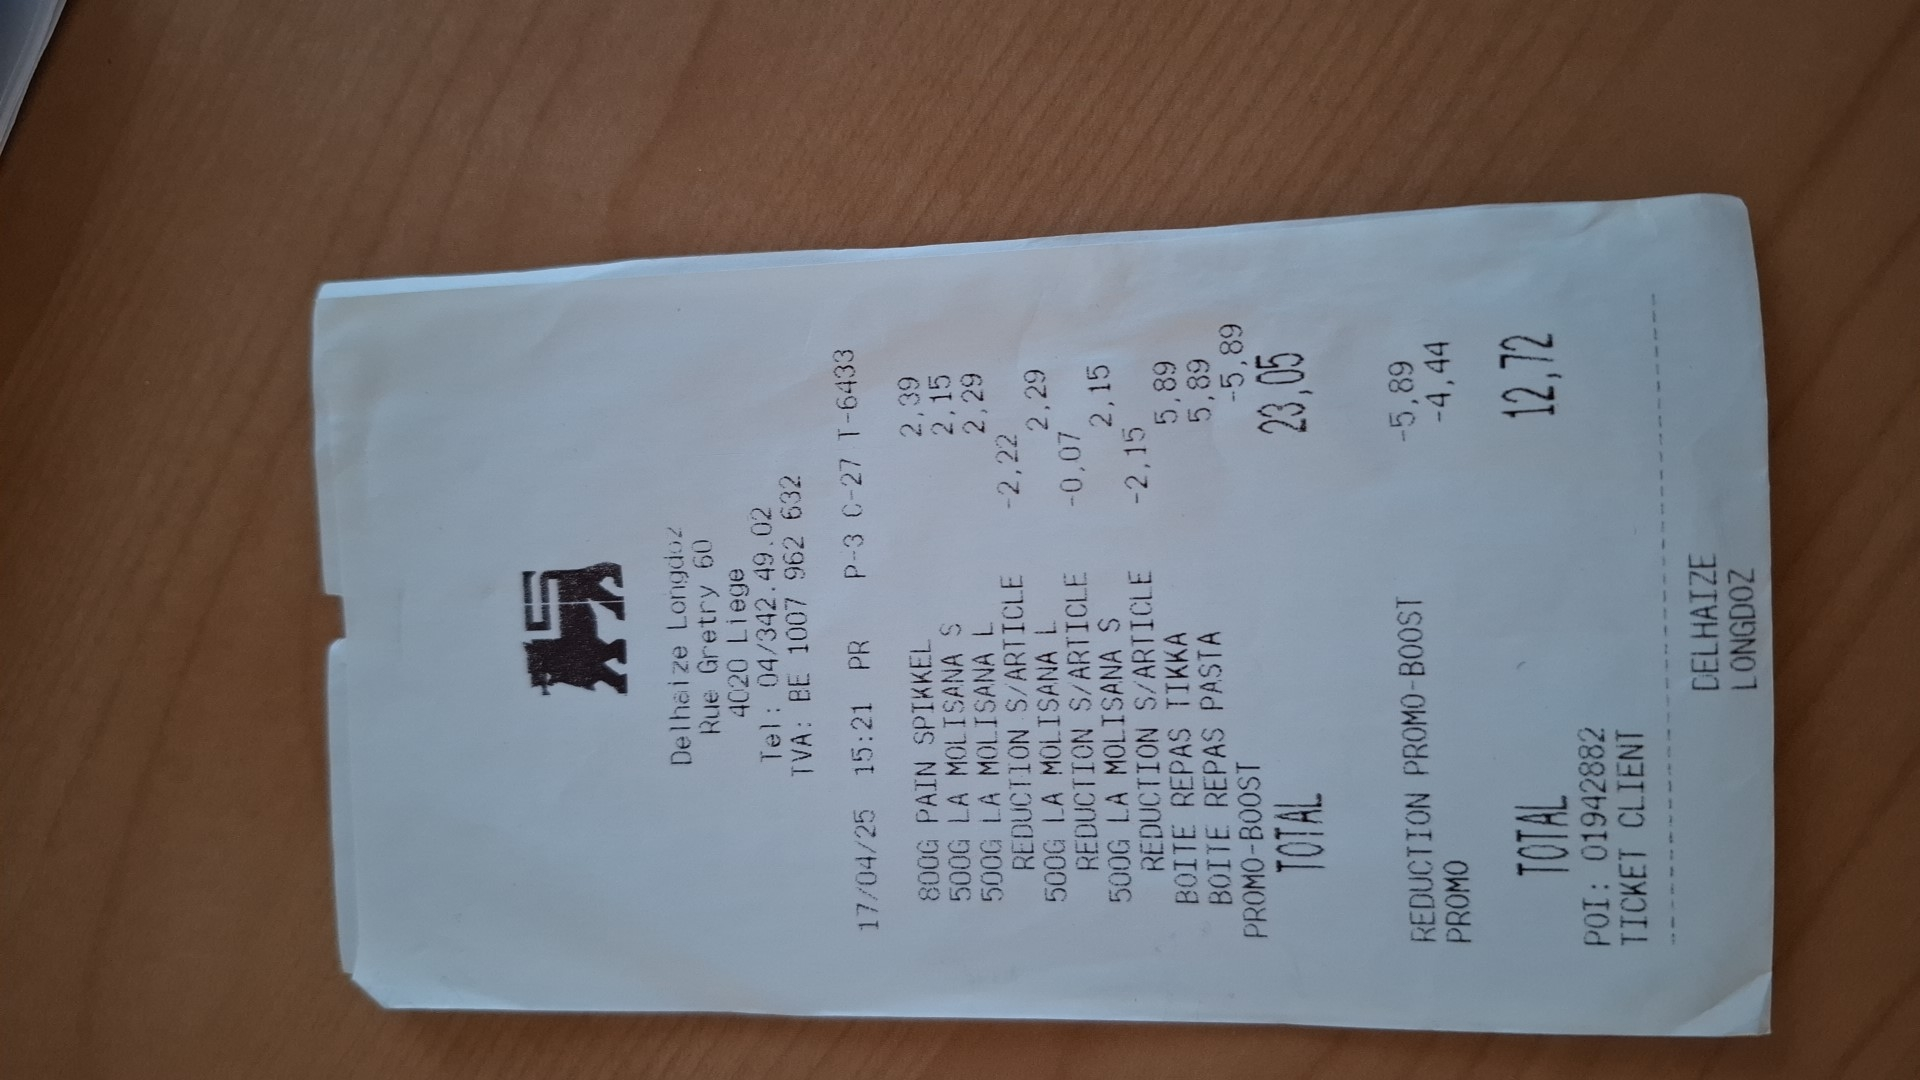 Delhaize Longdoz
Rue Gretry 60
4020 Liege
Tel: 04/342.49.02
TVA: BE 1007 962 632
17/04/25 15:21 PR P-3 C-27 T-6433
800G PAIN SPIKKEL 2,39
500G LA MOLISANA S 2,15
500G LA MOLISANA L 2,29
REDUCTION S/ARTICLE -2,22
500G LA MOLISANA L 2,29
REDUCTION S/ARTICLE -0,07
500G LA MOLISANA S 2,15
REDUCTION S/ARTICLE -2,15
BOITE REPAS TIKKA 5,89
BOITE REPAS PASTA 5,89
PROMO-BOOST -5,89
TOTAL 23,05
REDUCTION PROMO-BOOST -5,89
PROMO -4,44
TOTAL 12,72
POI: 01942882
TICKET CLIENT
DELHAIZE
LONGDOZ